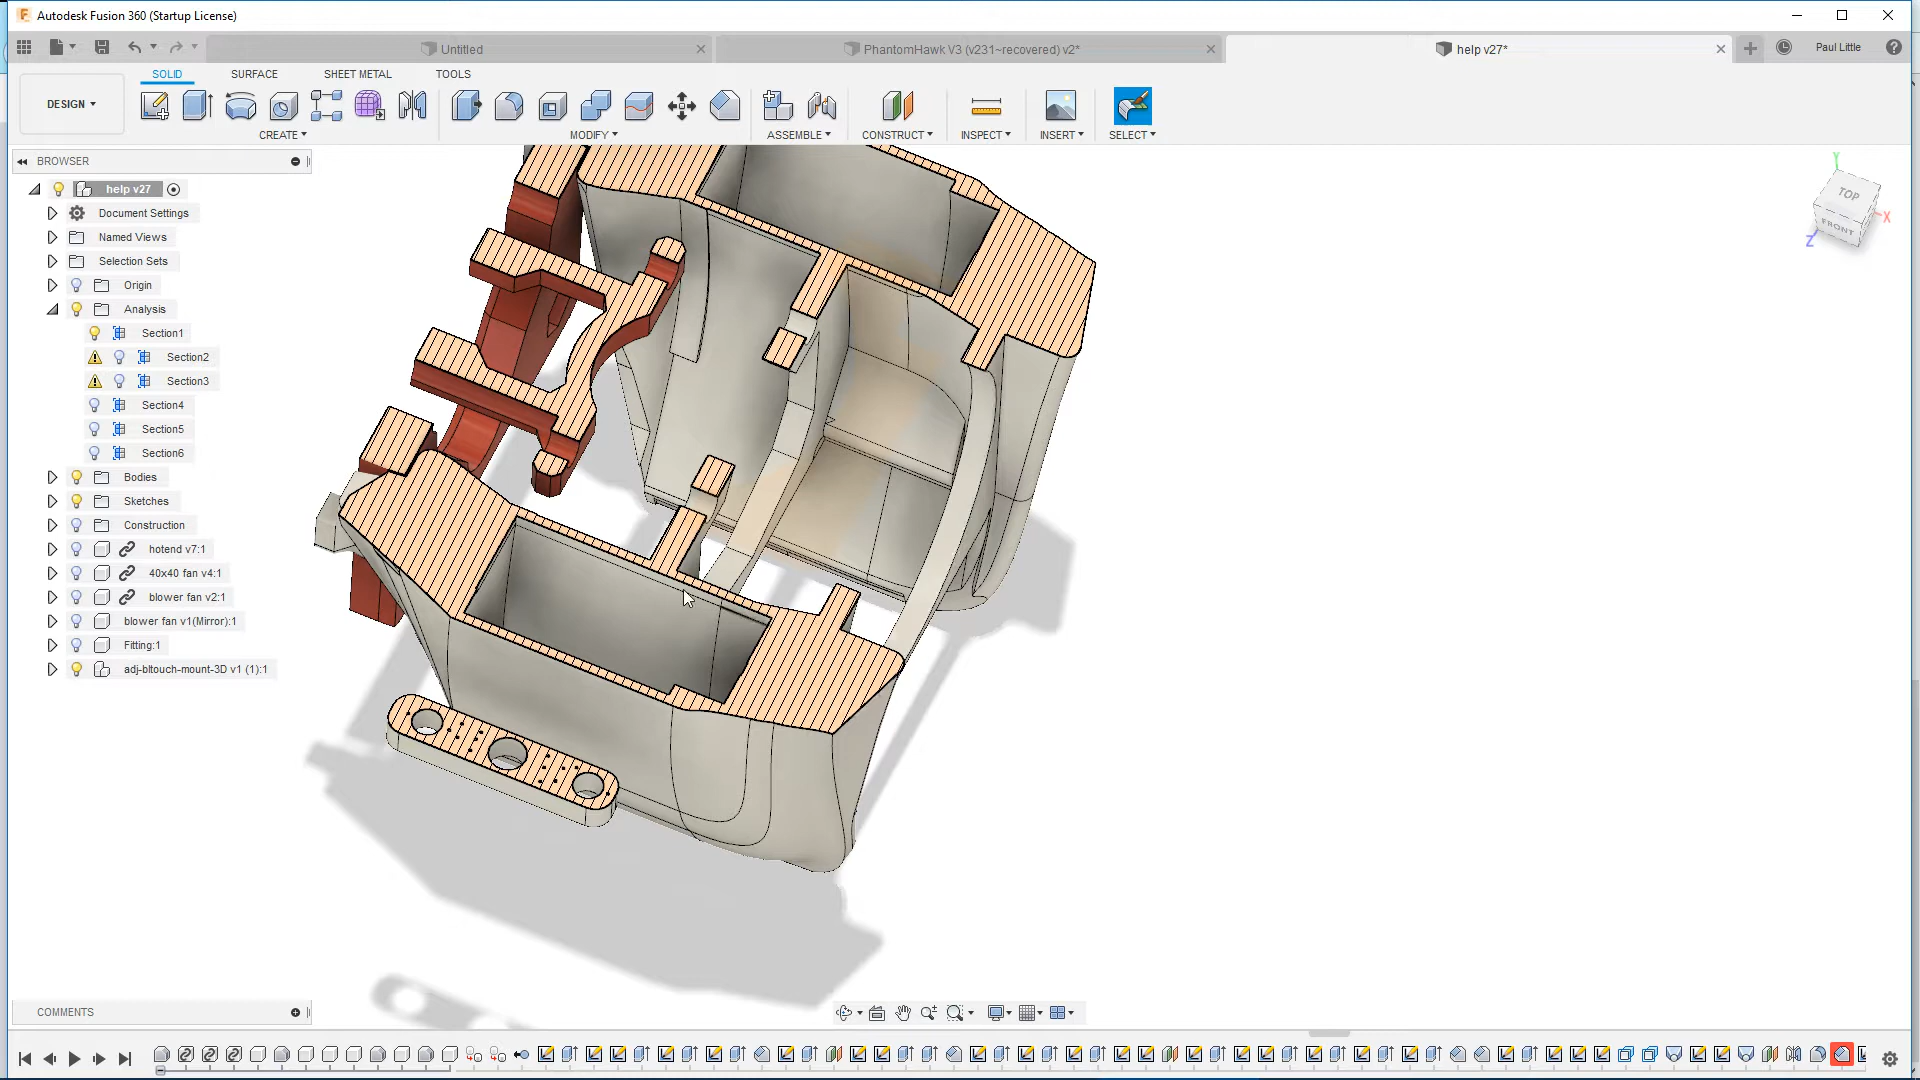 Autodesk Fusion 360 (Startup License)
Untitled
PhantomHawk V3 (v231~recovered) v2*
help v27*
Paul Little
DESIGN
SOLID
SURFACE
SHEET METAL
TOOLS
CREATE
MODIFY
ASSEMBLE
CONSTRUCT
INSPECT
INSERT
SELECT
BROWSER
help v27
Document Settings
Named Views
Selection Sets
Origin
Analysis
Section1
Section2
Section3
Section4
Section5
Section6
Bodies
Sketches
Construction
hotend v7:1
40x40 fan v4:1
blower fan v2:1
blower fan v1(Mirror):1
Fitting:1
adj-bltouch-mount-3D v1 (1):1
Y
TOP
FRONT
X
Z
COMMENTS